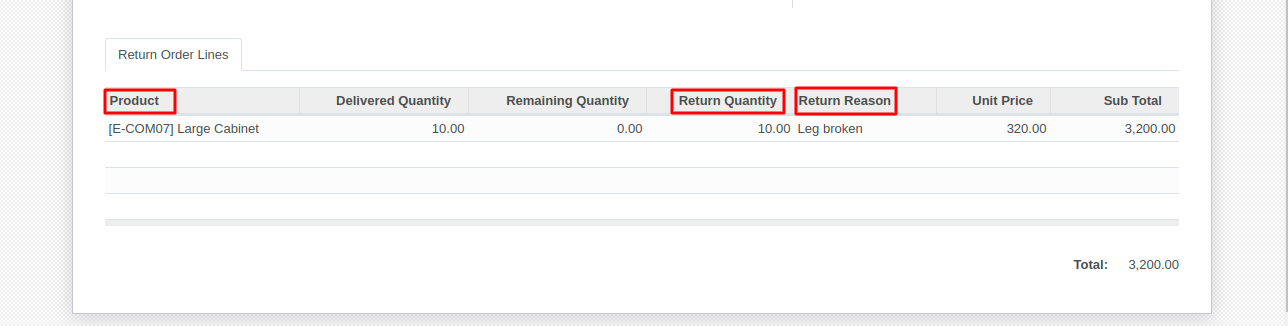 Return Order Lines
Product Delivered Quantity Remaining Quantity Return Quantity Return Reason Unit Price Sub Total
[E-COM07] Large Cabinet 10.00 0.00 10.00 Leg broken 320.00 3,200.00
Total: 3,200.00